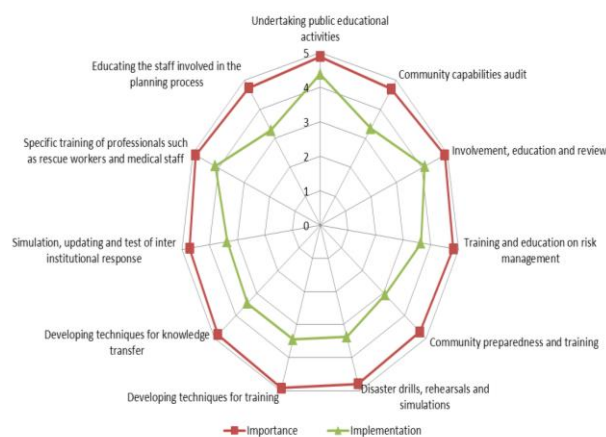 Undertaking public educational
activities
Community capabilities audit
Involvement, education and review
Training and education on risk
management
Community preparedness and training
Disaster drills, rehearsals and
simulations
Developing techniques for training
Developing techniques for knowledge
transfer
Simulation, updating and test of inter
institutional response
Specific training of professionals such
as rescue workers and medical staff
Educating the staff involved in the
planning process
5
4
3
2
1
0
Importance
Implementation